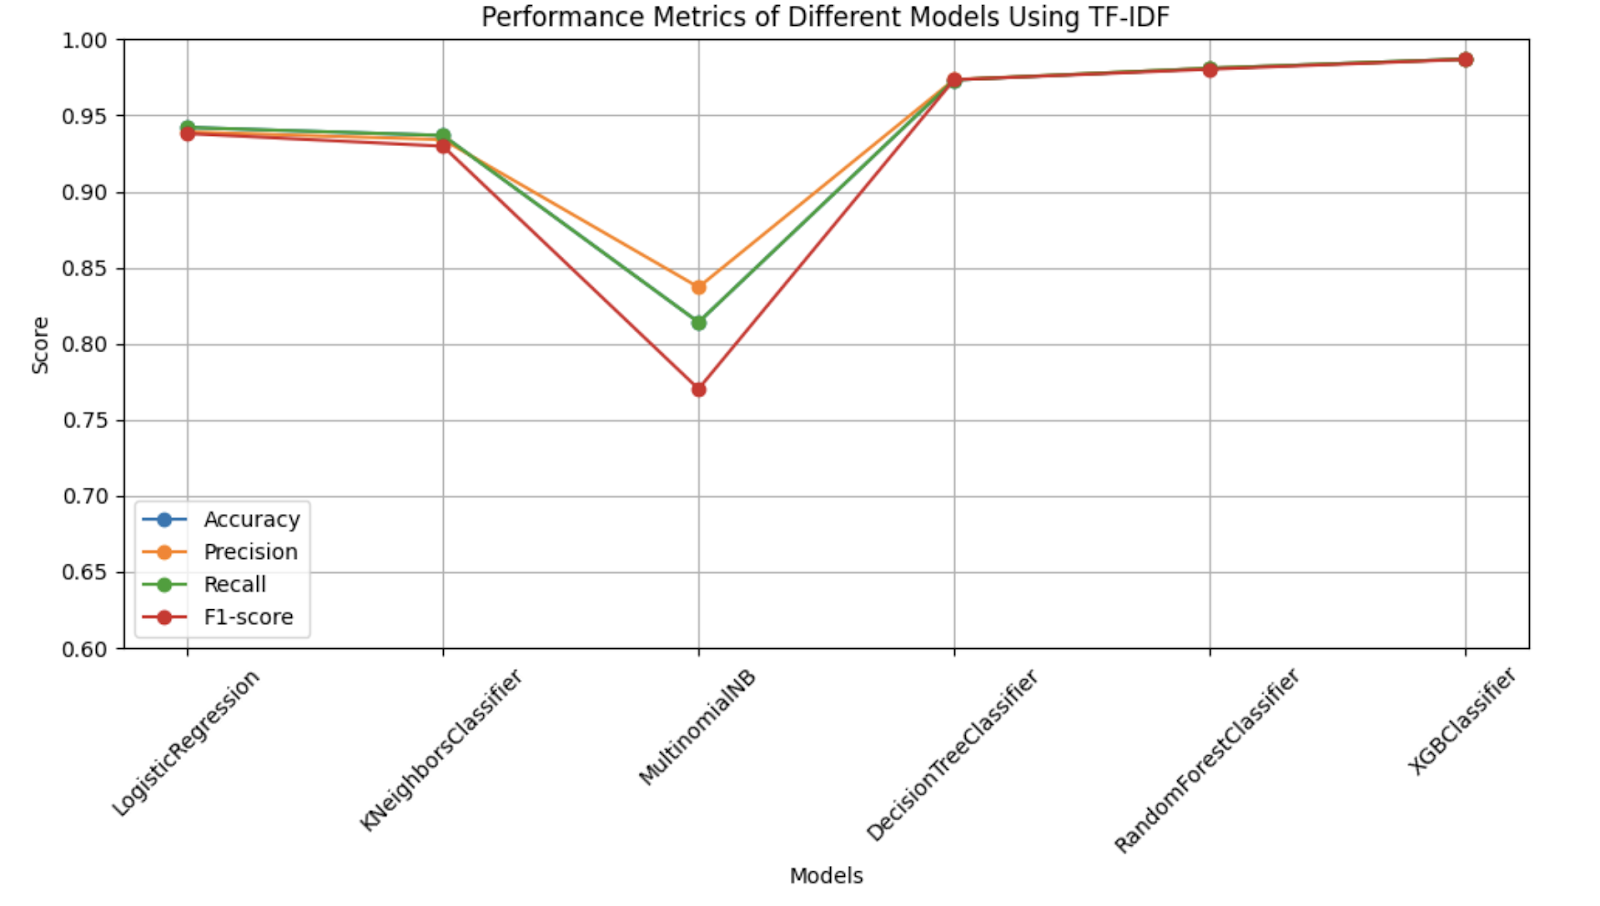 Performance Metrics of Different Models Using TF-IDF
1.00
0.95
0.90
0.85
0.80
0.75
0.70
0.65
0.60
Score
Accuracy
Precision
Recall
F1-score
LogisticRegression
KNeighborsClassifier
MultinomialNB
DecisionTreeClassifier
RandomForestClassifier
XGBClassifier
Models